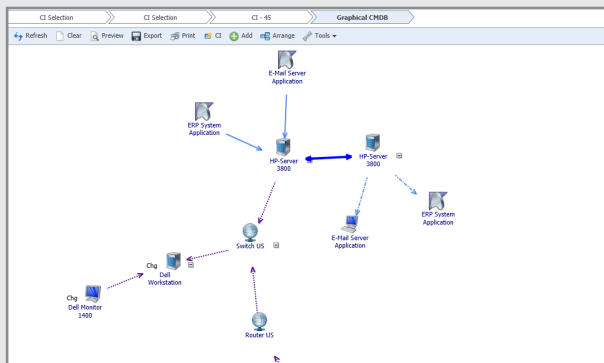 CI Selection CI Selection CI - 45 Graphical CMDB
Refresh Clear Preview Export Print CI Add Arrange Tools
E-Mail Server
Application
ERP System
Application
HP-Server
3800
HP-Server
3800
ERP System
Application
E-Mail Server
Application
Switch US
Chg
Dell
Workstation
Chg
Dell Monitor
1400
Router US